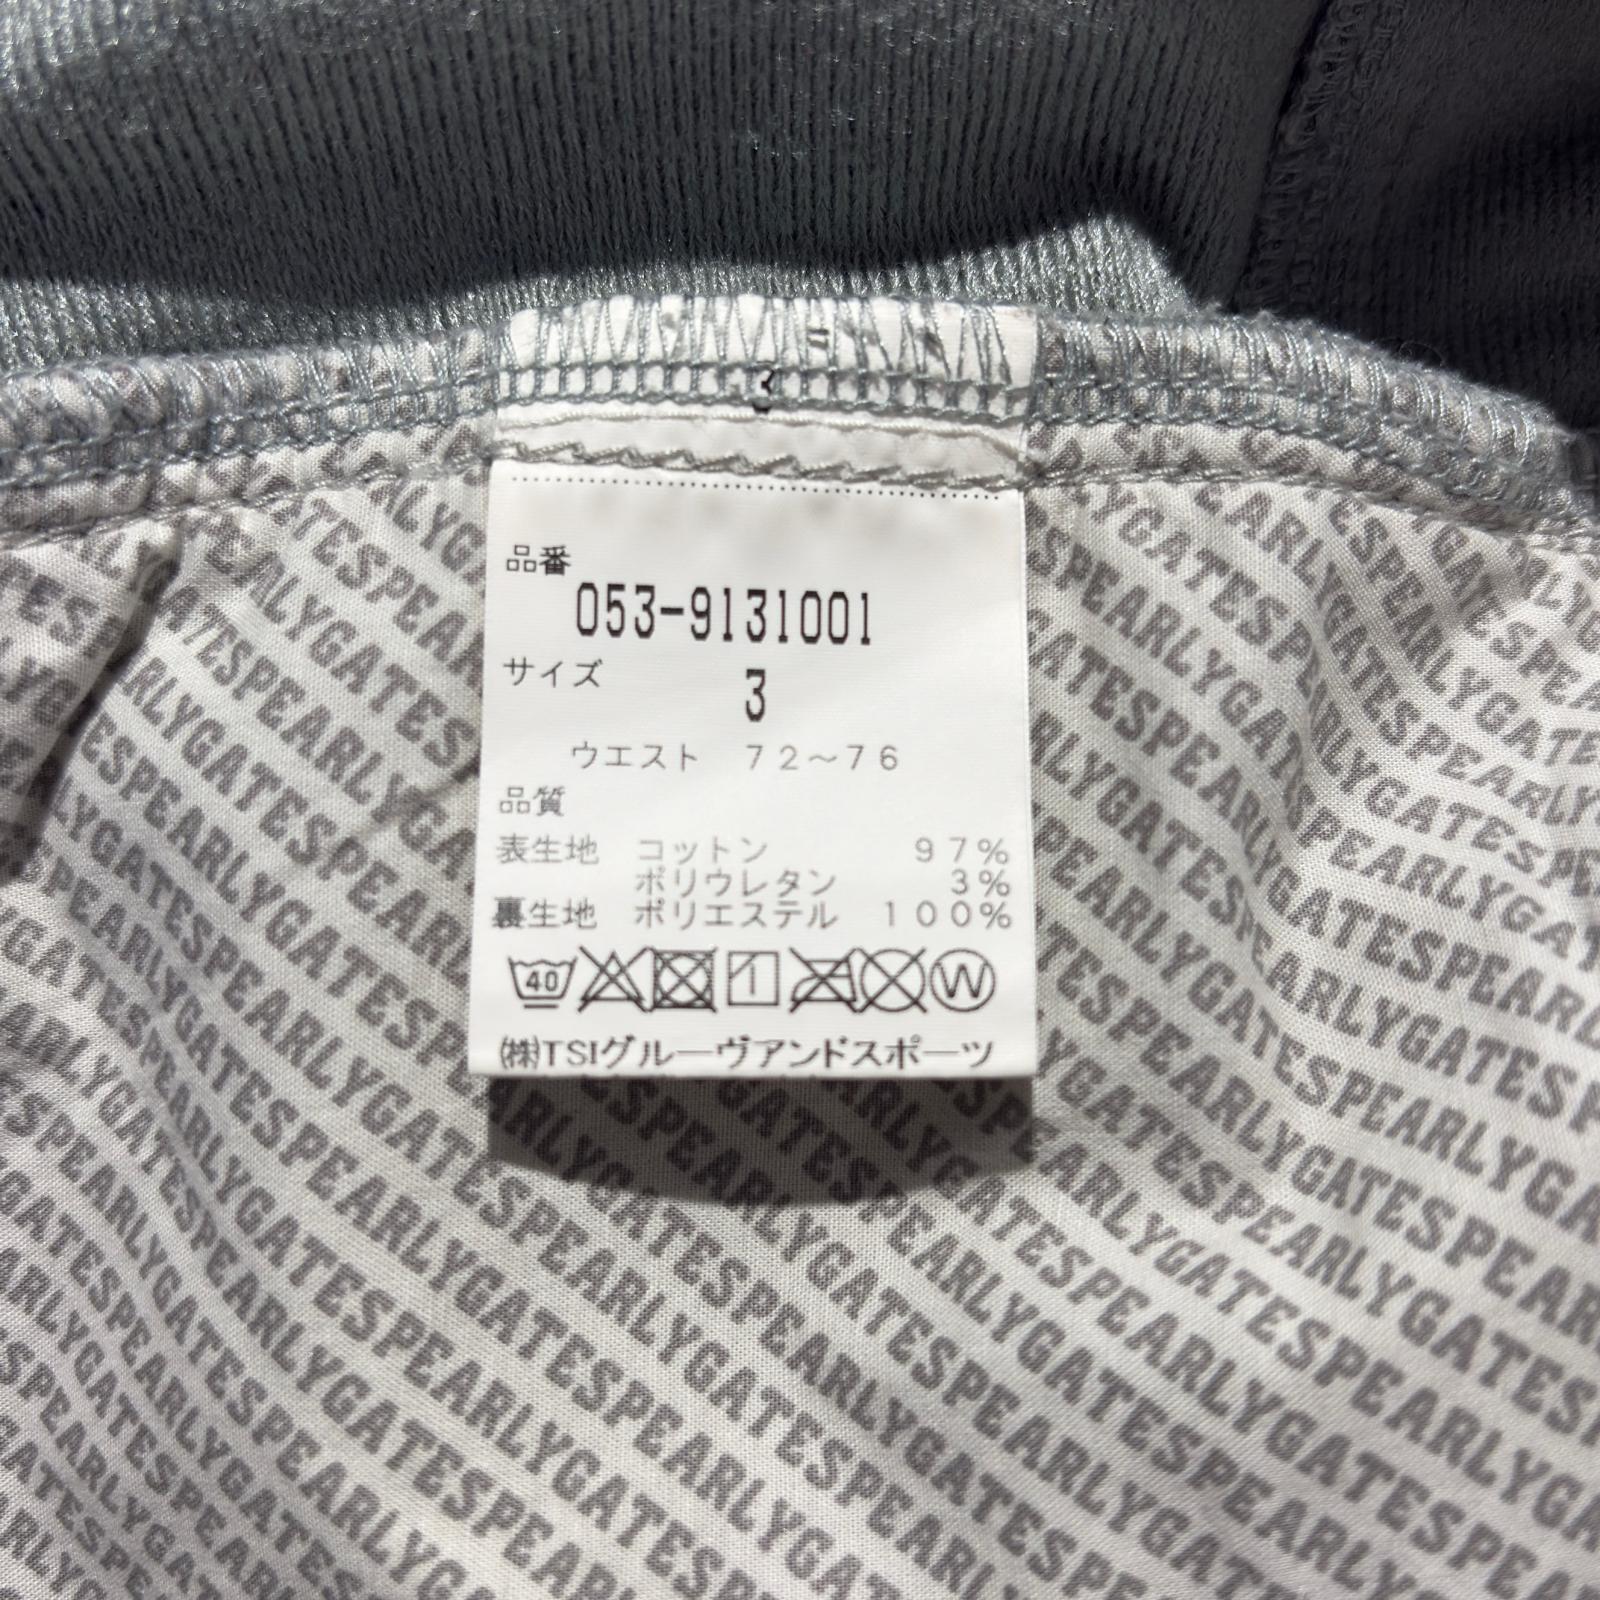 品番
053-9131001
サイズ
3
ウエスト 72～76
品質
表生地 コットン 97%
ポリウレタン 3%
裏生地 ポリエステル 100%
40
W
㈱TSIグルーヴアンドスポーツ
PEARLYGATES